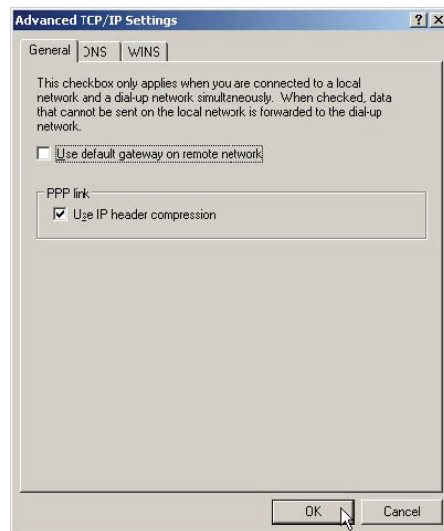 Advanced TCP/IP Settings
General DNS WINS
This checkbox only applies when you are connected to a local
network and a dial-up network simultaneously. When checked, data
that cannot be sent on the local network is forwarded to the dial-up
network.
Use default gateway on remote network
PPP link
Use IP header compression
OK Cancel